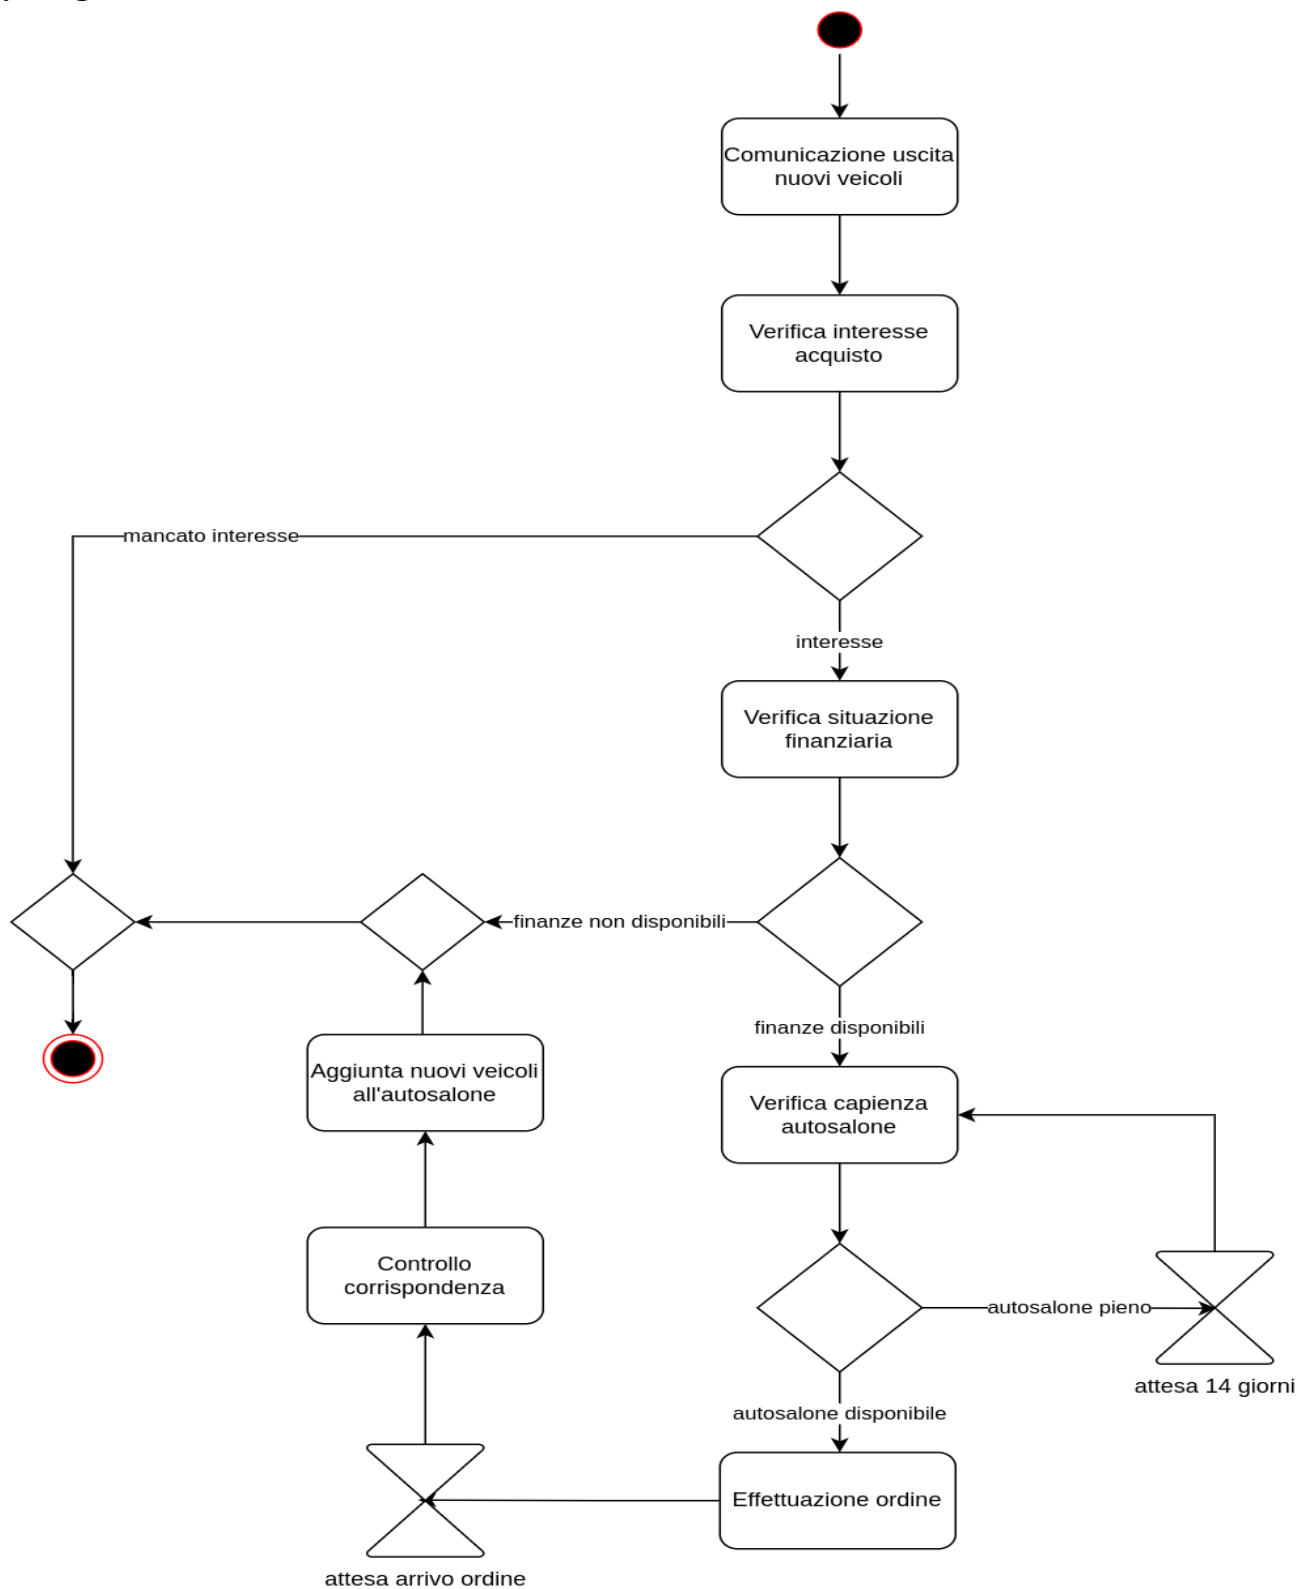 Comunicazione uscita
nuovi veicoli
Verifica interesse
acquisto
mancato interesse
interesse
Verifica situazione
finanziaria
finanze non disponibili
finanze disponibili
Aggiunta nuovi veicoli
all'autosalone
Verifica capienza
autosalone
Controllo
corrispondenza
autosalone pieno
attesa 14 giorni
autosalone disponibile
Effettuazione ordine
attesa arrivo ordine